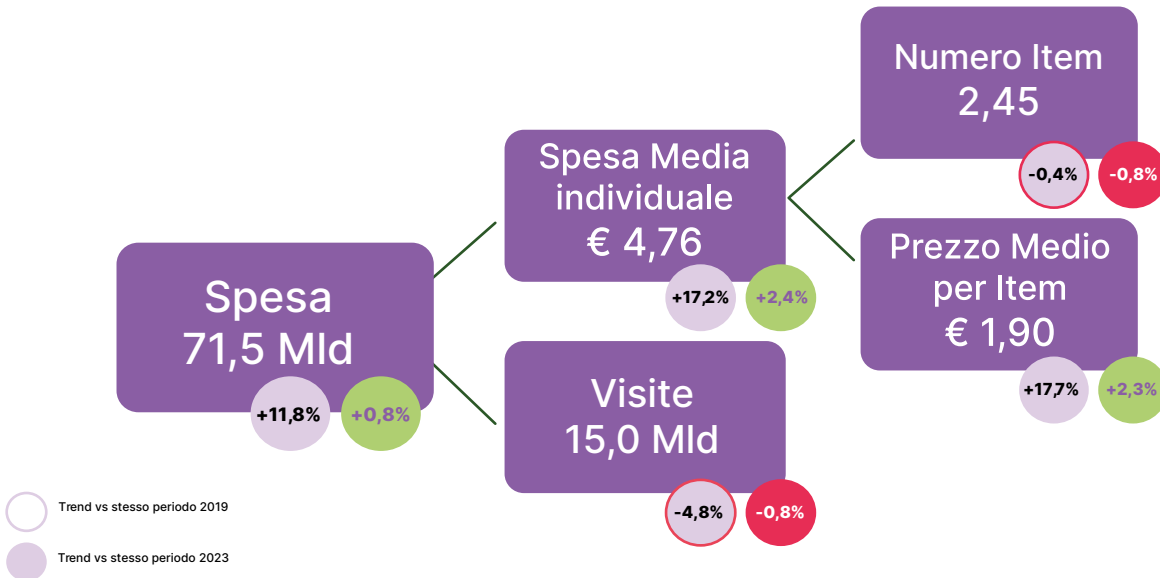 Numero Item
2,45
-0,4%
-0,8%
Spesa Media
individuale
€ 4,76
+17,2%
+2,4%
Prezzo Medio
per Item
€ 1,90
+17,7%
+2,3%
Spesa
71,5 Mld
+11,8%
+0,8%
Visite
15,0 Mld
-4,8%
-0,8%
Trend vs stesso periodo 2019
Trend vs stesso periodo 2023